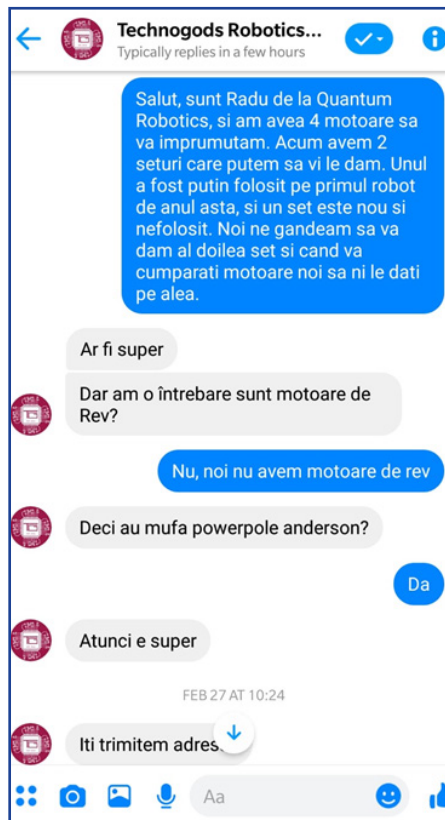 Technogods Robotics...
Typically replies in a few hours
Salut, sunt Radu de la Quantum
Robotics, si am avea 4 motoare sa
va imprumutam. Acum avem 2
seturi care putem sa vi le dam. Unul
a fost putin folosit pe primul robot
de anul asta, si un set este nou si
nefolosit. Noi ne gandeam sa va
dam al doilea set si cand va
cumparati motoare noi sa ni le dati
pe alea.
Ar fi super
Dar am o întrebare sunt motoare de
Rev?
Nu, noi nu avem motoare de rev
Deci au mufa powerpole anderson?
Da
Atunci e super
FEB 27 AT 10:24
Iti trimitem
Aa